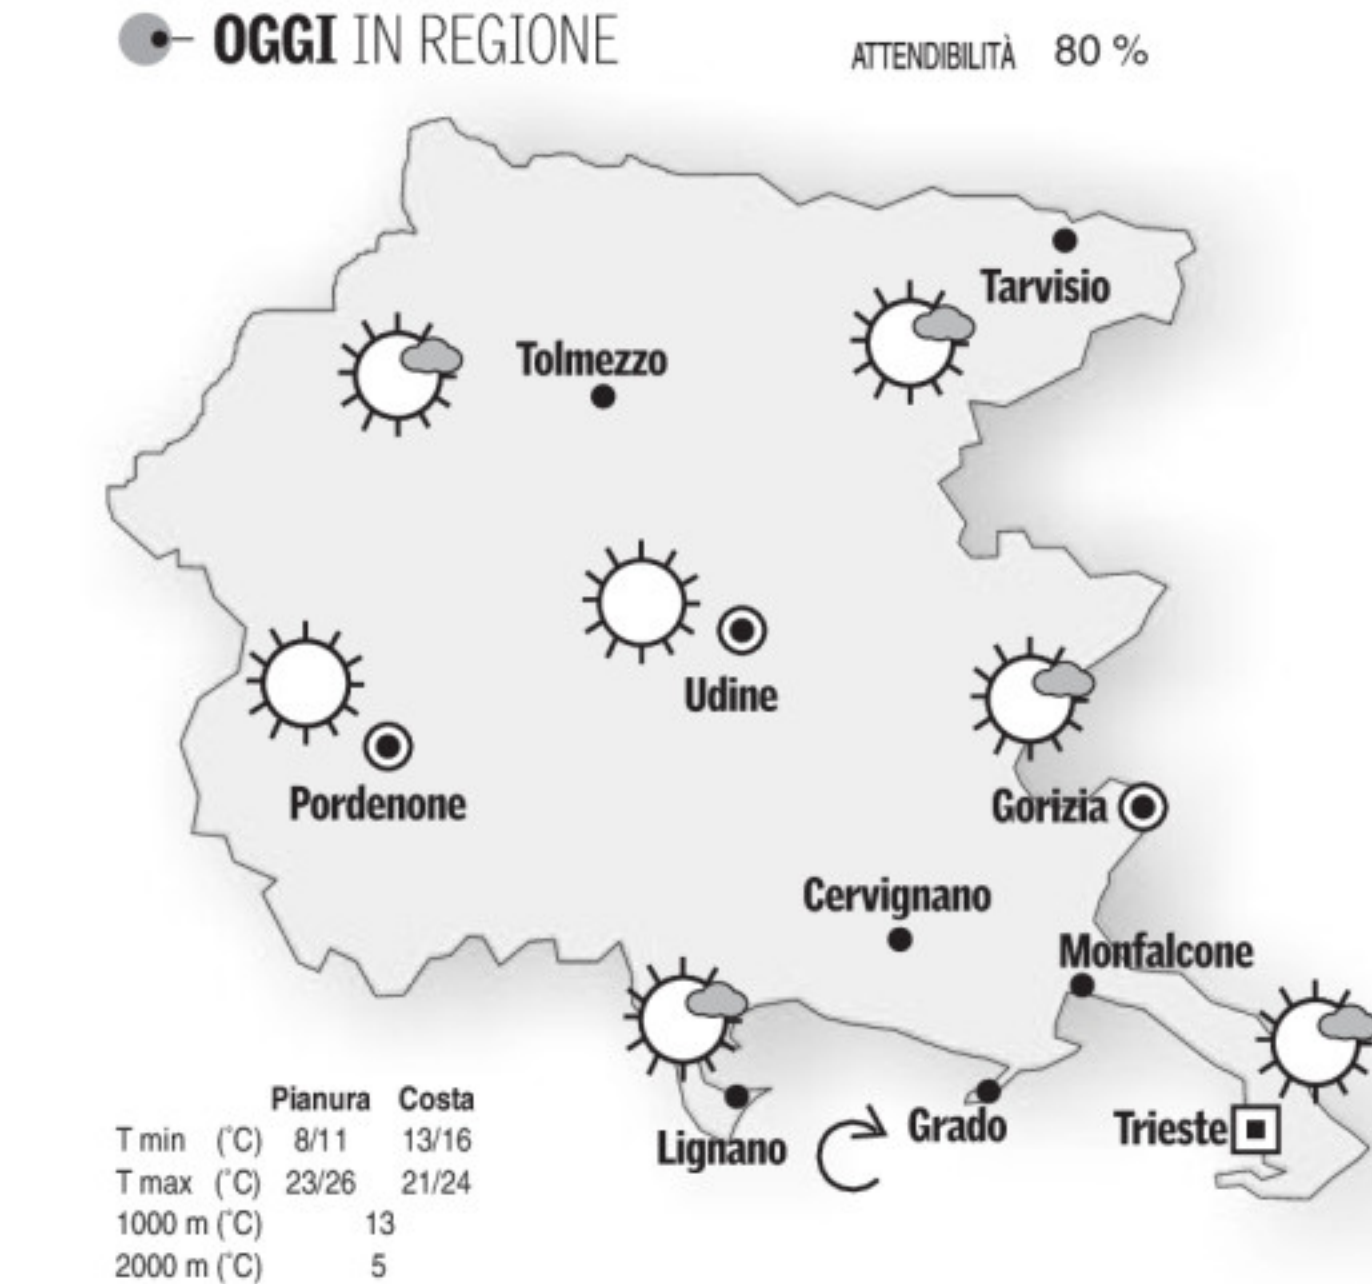 OGGI IN REGIONE
ATTENDIBILITÀ 80 %
Tarvisio
Tolmezzo
Udine
Pordenone
Gorizia
Cervignano
Monfalcone
Grado
Trieste
Lignano
Pianura Costa
T min (°C) 8/11 13/16
T max (°C) 23/26 21/24
1000 m (°C) 13
2000 m (°C) 5